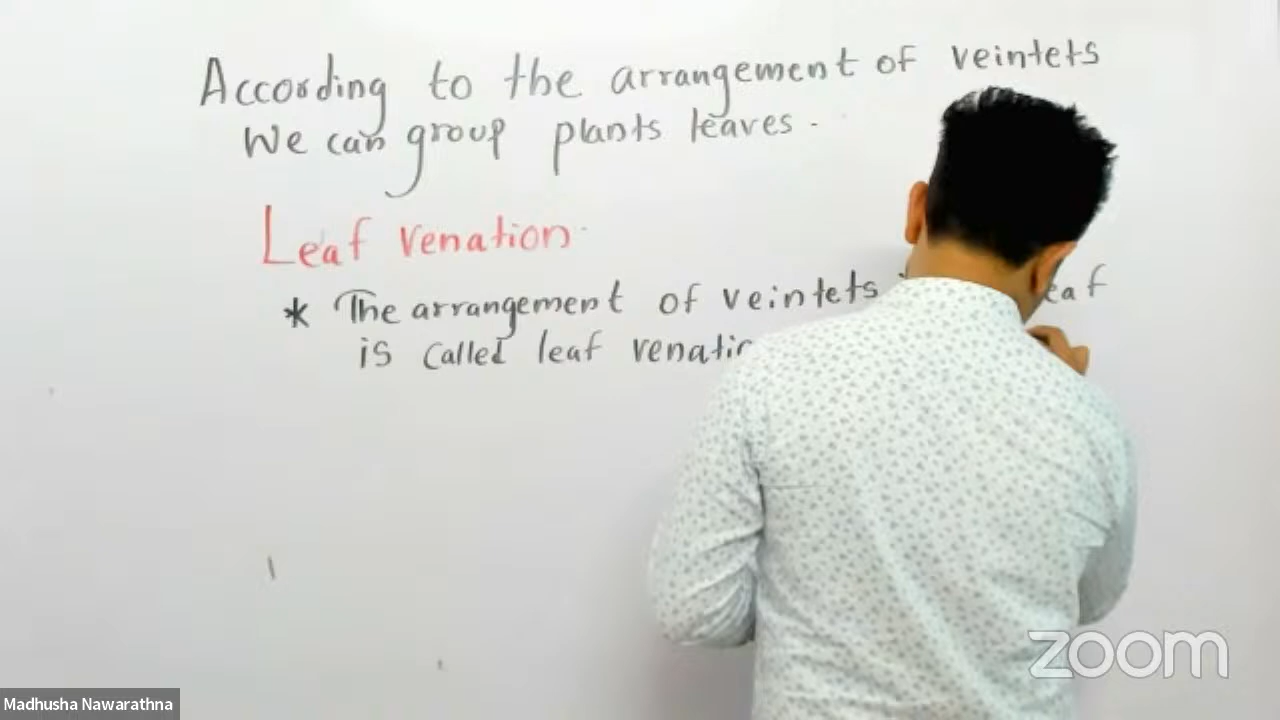 According to the arrangement of veintets
We can group plants leaves.
Leaf venation
* The arrangement of veintets
is called leaf
zoom
Madhusha Nawarathna